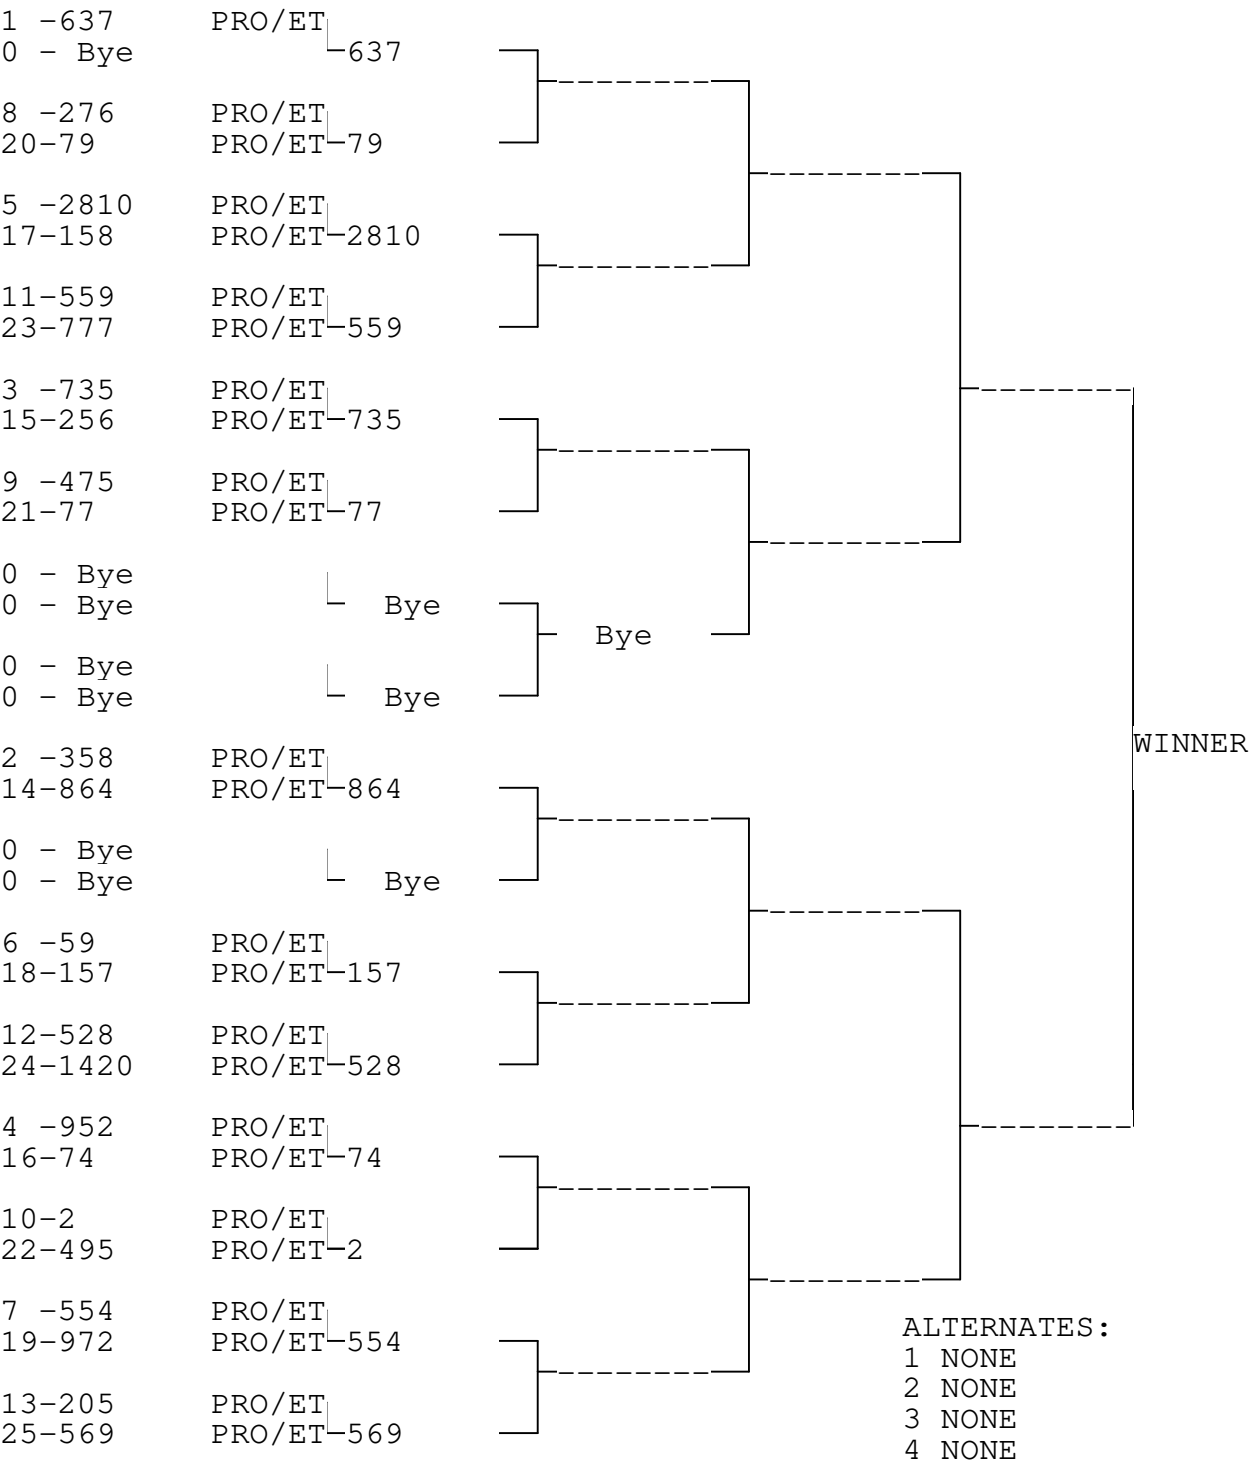 1 -637 PRO/ET
0 - Bye 637
8 -276 PRO/ET
20-79 PRO/ET 79
5 -2810 PRO/ET
17-158 PRO/ET 2810
11-559 PRO/ET
23-777 PRO/ET 559
3 -735 PRO/ET
15-256 PRO/ET 735
9 -475 PRO/ET
21-77 PRO/ET 77
0 - Bye
0 - Bye Bye
Bye
0 - Bye
0 - Bye Bye
WINNER
2 -358 PRO/ET
14-864 PRO/ET 864
0 - Bye
0 - Bye Bye
6 -59 PRO/ET
18-157 PRO/ET 157
12-528 PRO/ET
24-1420 PRO/ET 528
4 -952 PRO/ET
16-74 PRO/ET 74
10-2 PRO/ET
22-495 PRO/ET 2
7 -554 PRO/ET
19-972 PRO/ET 554
13-205 PRO/ET
25-569 PRO/ET 569
ALTERNATES:
1 NONE
2 NONE
3 NONE
4 NONE